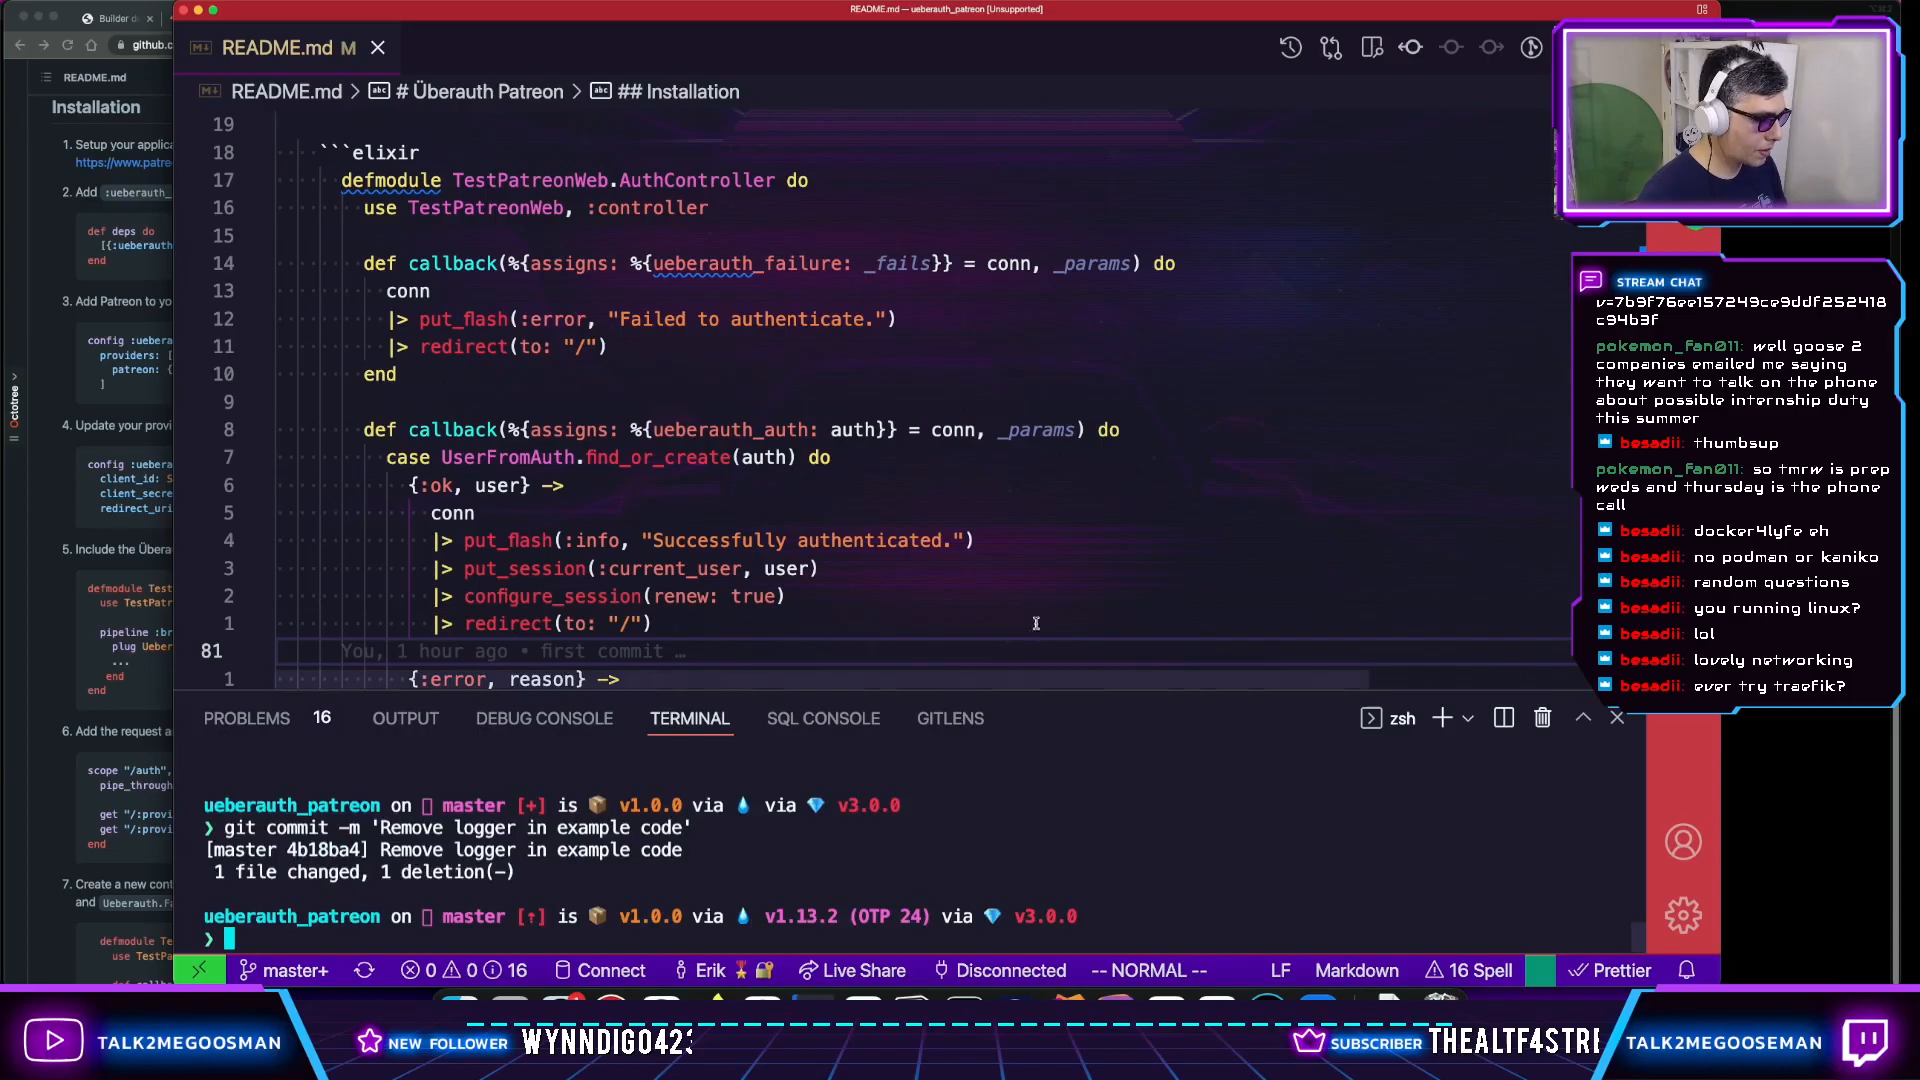 README.md — ueberauth_patreon [Unsupported]
Builder d
github.c
README.md
Installation
1. Setup your applica
https://www.patre
2. Add :ueberauth_
def deps do
[{:ueberauth
end
3. Add Patreon to yo
config :uebera
providers: [
patreon: {
]
4. Update your provi
config :uebera
client_id: S
client_secre
redirect_uri
5. Include the Übera
defmodule Test
use TestPatr
pipeline :br
plug Ueber
...
end
end
6. Add the request a
scope "/auth",
pipe_through
get "/:provi
get "/:provi
end
7. Create a new cont
and Ueberauth.Fa
defmodule Te
use TestPa
Octotree
README.md M
README.md > # Überauth Patreon > ## Installation
19
18 ```elixir
17 defmodule TestPatreonWeb.AuthController do
16 use TestPatreonWeb, :controller
15
14 def callback(%{assigns: %{ueberauth_failure: _fails}} = conn, _params) do
13 conn
12 |> put_flash(:error, "Failed to authenticate.")
11 |> redirect(to: "/")
10 end
9
8 def callback(%{assigns: %{ueberauth_auth: auth}} = conn, _params) do
7 case UserFromAuth.find_or_create(auth) do
6 {:ok, user} ->
5 conn
4 |> put_flash(:info, "Successfully authenticated.")
3 |> put_session(:current_user, user)
2 |> configure_session(renew: true)
1 |> redirect(to: "/")
81 You, 1 hour ago • first commit …
1 {:error, reason} ->
PROBLEMS 16 OUTPUT DEBUG CONSOLE TERMINAL SQL CONSOLE GITLENS
zsh
ueberauth_patreon on master [+] is 📦 v1.0.0 via 💧 via 💎 v3.0.0
❯ git commit -m 'Remove logger in example code'
[master 4b18ba4] Remove logger in example code
1 file changed, 1 deletion(-)
ueberauth_patreon on master [↑] is 📦 v1.0.0 via 💧 v1.13.2 (OTP 24) via 💎 v3.0.0
❯
master+ 0 0 16 Connect Erik Live Share Disconnected -- NORMAL -- LF Markdown 16 Spell Prettier
STREAM CHAT
v=7b9f76ee157249ce9ddf252418
c94b3f
pokemon_fan011: well goose 2
companies emailed me saying
they want to talk on the phone
about possible internship duty
this summer
besadii: thumbsup
pokemon_fan011: so tmrw is prep
weds and thursday is the phone
call
besadii: docker4lyfe eh
besadii: no podman or kaniko
besadii: random questions
besadii: you running linux?
besadii: lol
besadii: lovely networking
besadii: ever try traefik?
TALK2MEGOOSMAN
NEW FOLLOWER WYNNDIGO423
SUBSCRIBER THEALTF4STRE
TALK2MEGOOSEMAN